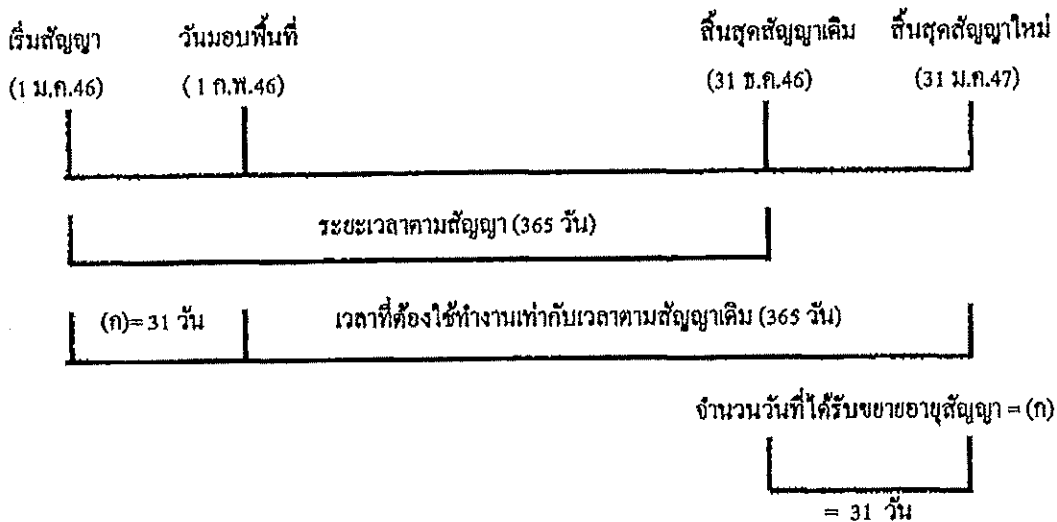 เริ่มสัญญา วันมอบพื้นที่ สิ้นสุดสัญญาเดิม สิ้นสุดสัญญาใหม่
(1 ม.ค.46) (1 ก.พ.46) (31 ธ.ค.46) (31 ม.ค.47)
ระยะเวลาตามสัญญา (365 วัน)
(ก)= 31 วัน เวลาที่ต้องใช้ทำงานเท่ากับเวลาตามสัญญาเดิม (365 วัน)
จำนวนวันที่ได้รับขยายอายุสัญญา = (ก)
= 31 วัน